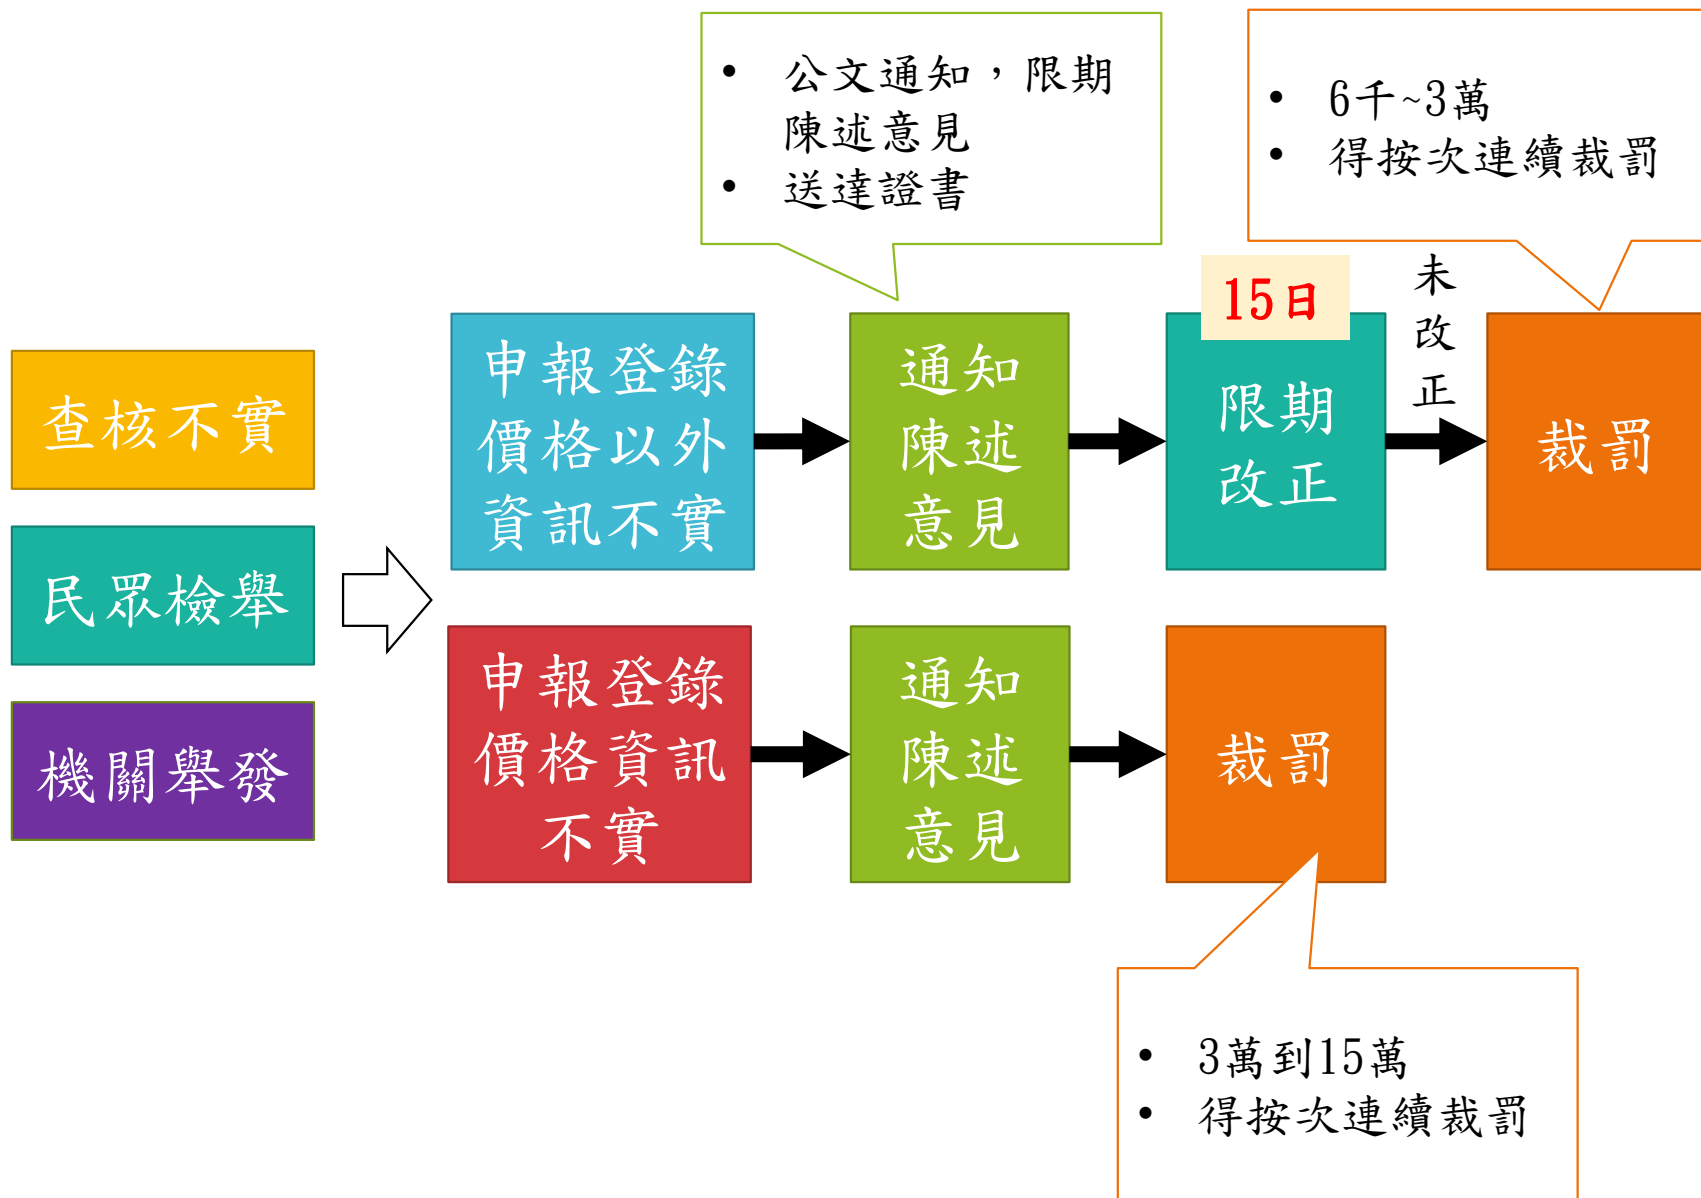 • 公文通知，限期
陳述意見
• 送達證書
• 6千~3萬
• 得按次連續裁罰
查核不實
民眾檢舉
機關舉發
申報登錄
價格以外
資訊不實
通知
陳述
意見
15日
限期
改正
未
改
正
裁罰
申報登錄
價格資訊
不實
通知
陳述
意見
裁罰
• 3萬到15萬
• 得按次連續裁罰